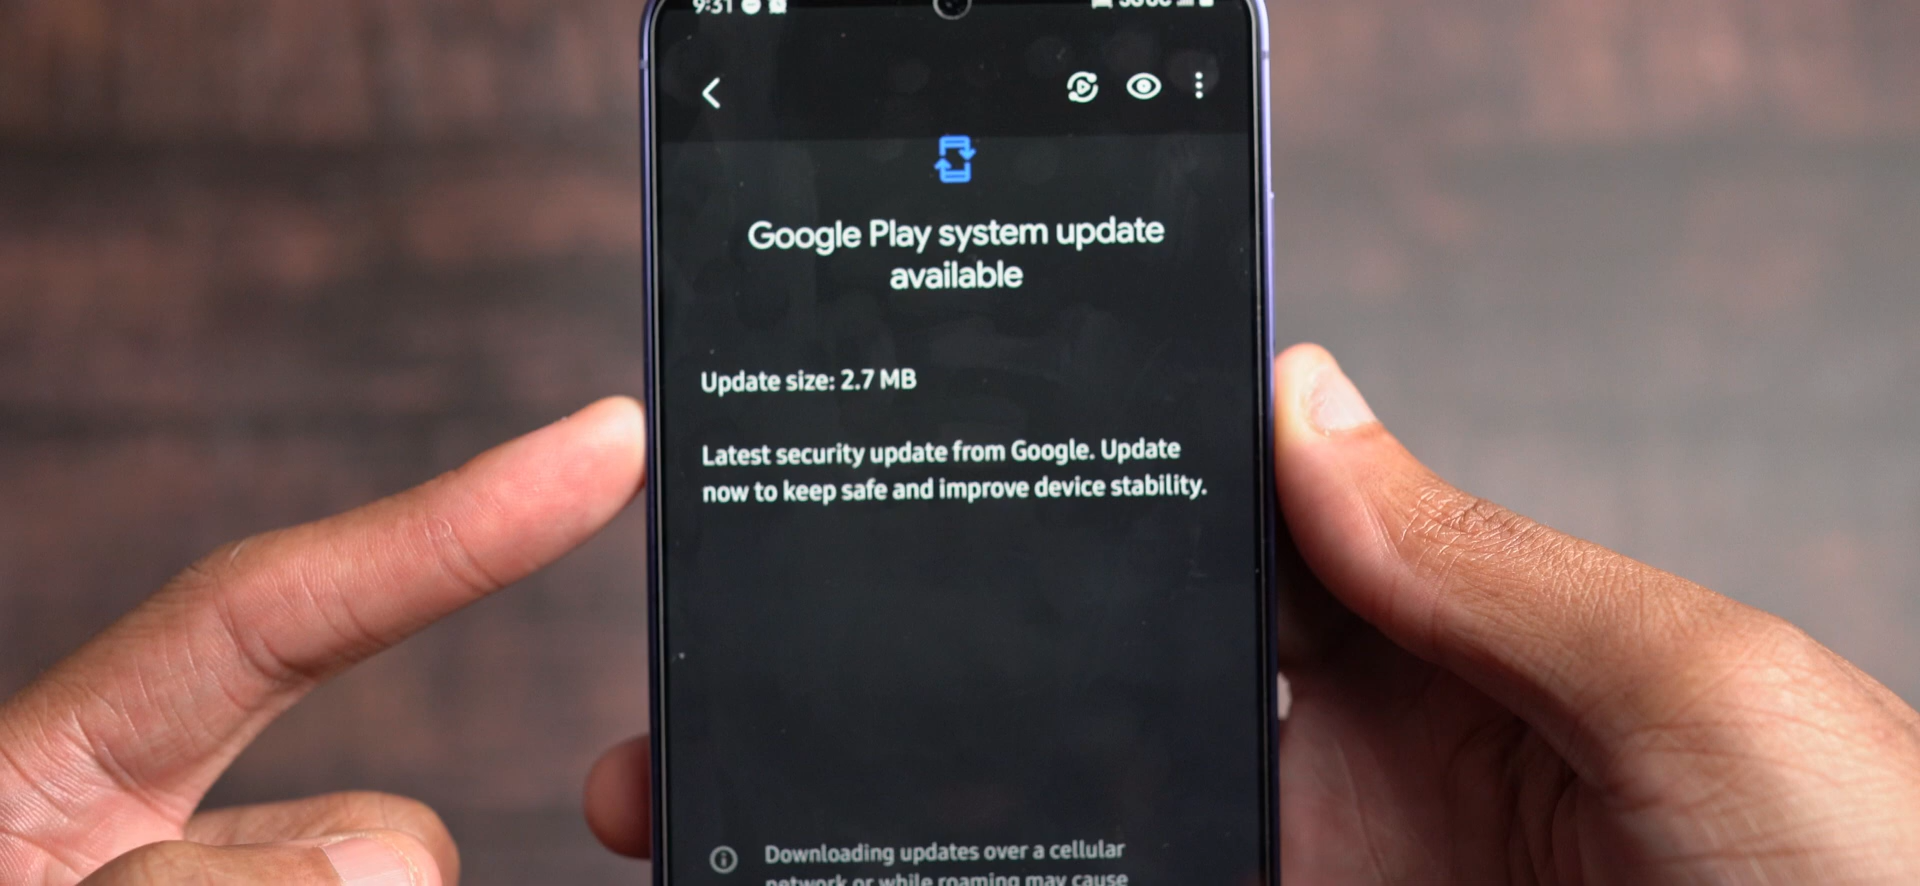 9:31
Google Play system update
available
Update size: 2.7 MB
Latest security update from Google. Update
now to keep safe and improve device stability.
Downloading updates over a cellular
network or while roaming may cause